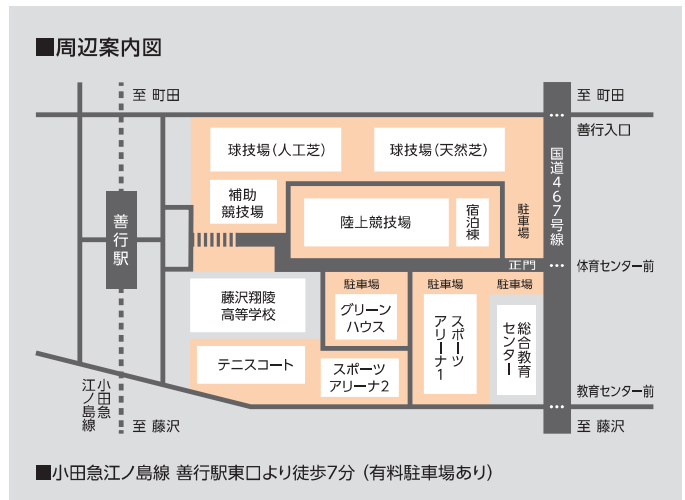 ■周辺案内図
至 町田
至 町田
善行入口
球技場(人工芝)
球技場(天然芝)
国道467号線
補助
競技場
陸上競技場
宿泊棟
駐車場
善行駅
正門
体育センター前
駐車場
駐車場
駐車場
藤沢翔陵
高等学校
グリーン
ハウス
スポーツ
アリーナ1
総合教育
センター
テニスコート
スポーツ
アリーナ2
小田急
江ノ島線
教育センター前
至 藤沢
至 藤沢
■小田急江ノ島線 善行駅東口より徒歩7分 (有料駐車場あり)